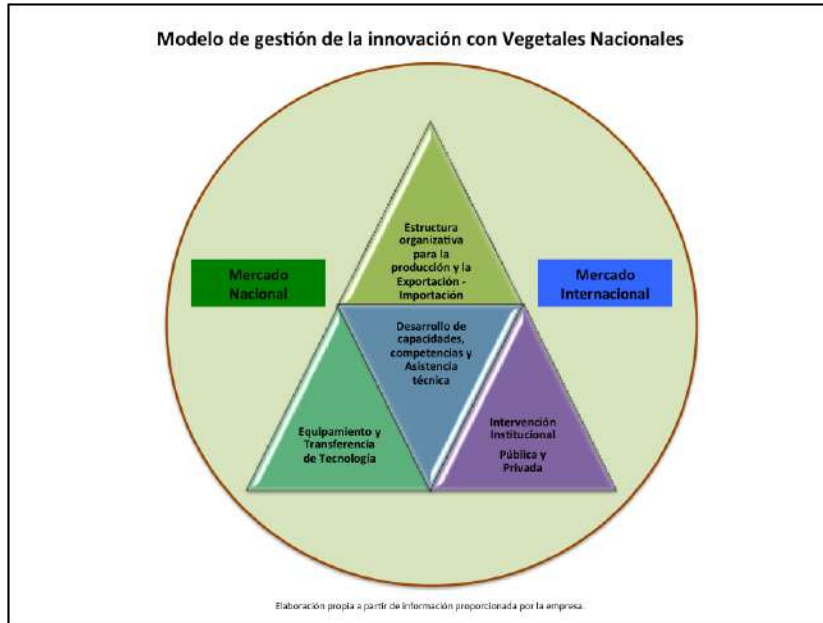 Modelo de gestión de la innovación con Vegetales Nacionales
Estructura
organizativa
para la
producción y la
Exportación -
Importación
Mercado
Nacional
Mercado
Internacional
Desarrollo de
capacidades,
competencias y
Asistencia
técnica
Equipamiento y
Transferencia
de Tecnología
Intervención
Institucional
Pública y
Privada
Elaboración propia a partir de información proporcionada por la empresa.